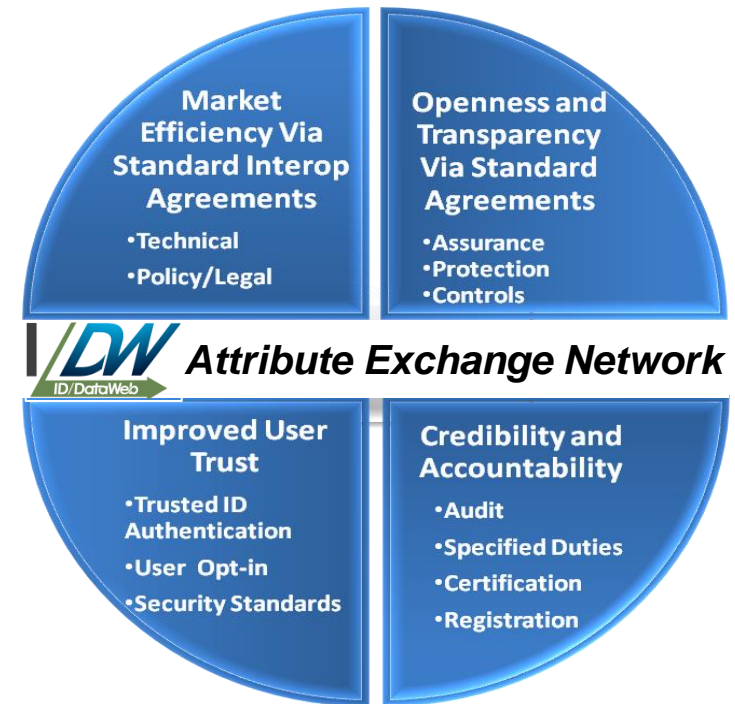 Market
Efficiency Via
Standard Interop
Agreements
•Technical
•Policy/Legal
Openness and
Transparency
Via Standard
Agreements
•Assurance
•Protection
•Controls
I/DW
ID/DataWeb
Attribute Exchange Network
Improved User
Trust
•Trusted ID
Authentication
•User Opt-in
•Security Standards
Credibility and
Accountability
•Audit
•Specified Duties
•Certification
•Registration